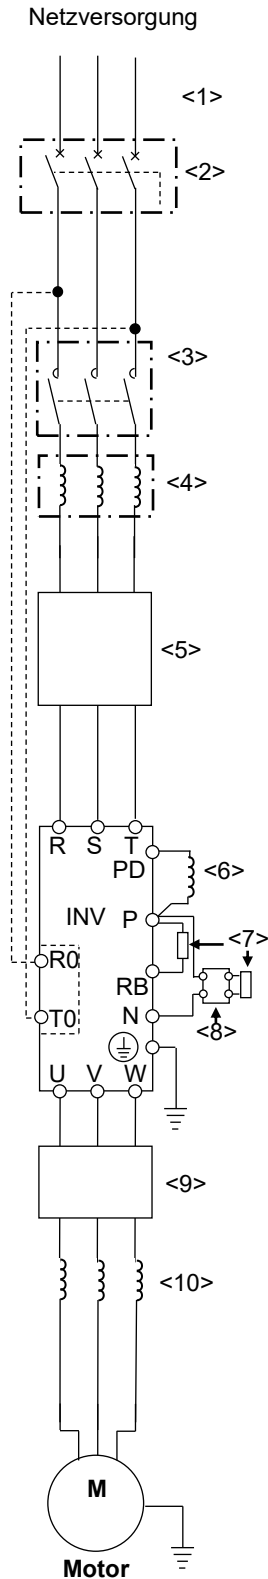 Netzversorgung
<1>
<2>
<3>
<4>
<5>
R S T
PD
<6>
INV P
<7>
R0
RB
<8>
T0
N
U V W
<9>
<10>
M
Motor